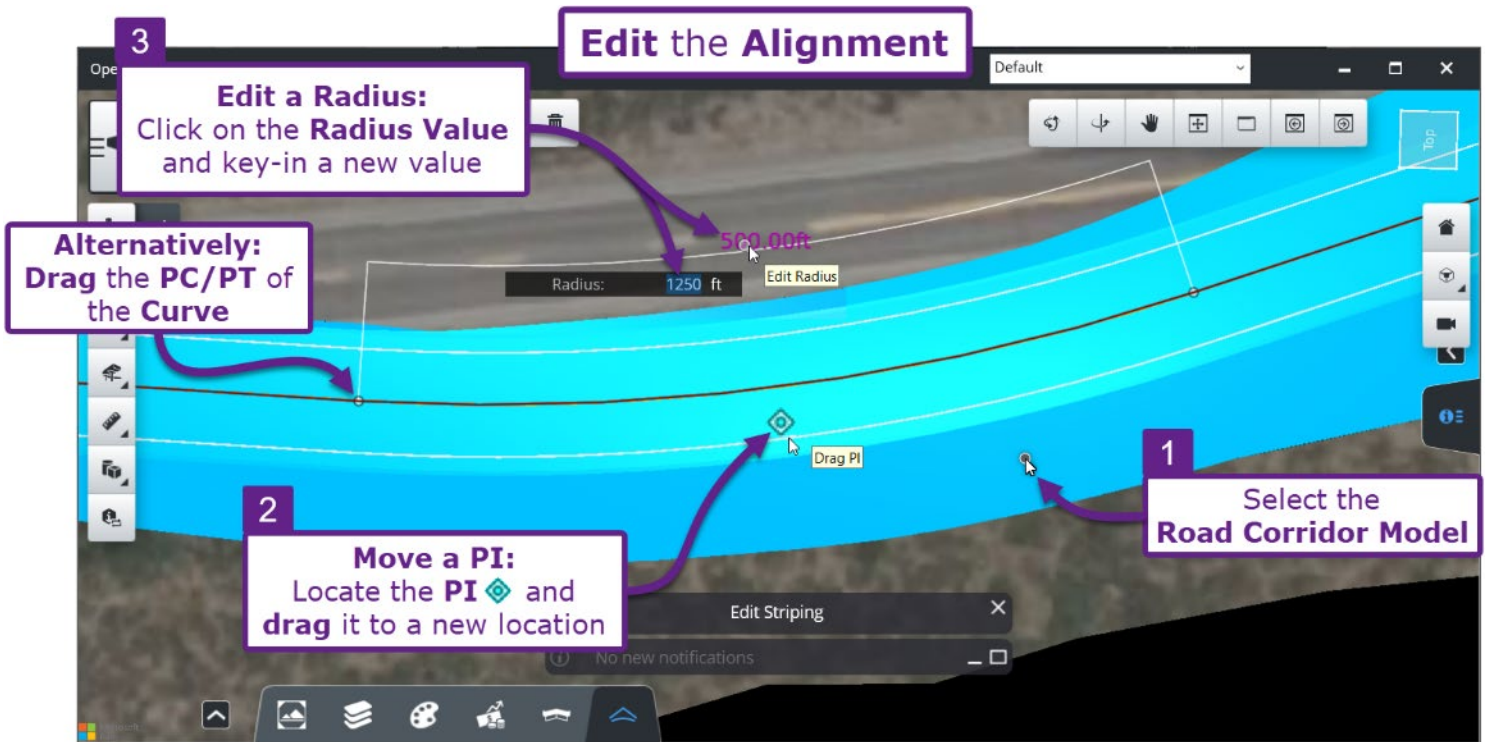 Edit the Alignment
3
Edit a Radius:
Click on the Radius Value
and key-in a new value
Ope
Default
Top
Alternatively:
Drag the PC/PT of
the Curve
500.00ft
Edit Radius
Radius: 1250 ft
Drag PI
1
Select the
Road Corridor Model
2
Move a PI:
Locate the PI and
drag it to a new location
Edit Striping
No new notifications
Microsoft